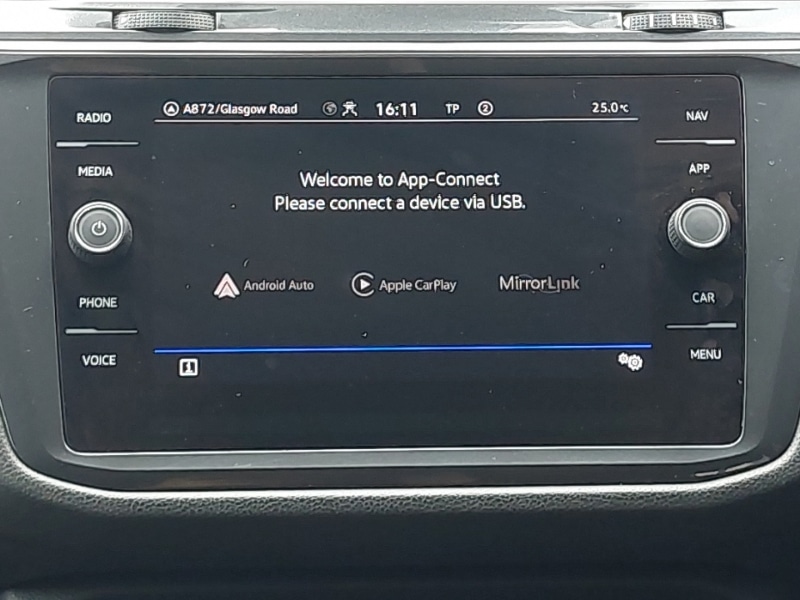 RADIO
MEDIA
PHONE
VOICE
A872/Glasgow Road 16:11 TP 2 25.0°C
Welcome to App-Connect
Please connect a device via USB.
Android Auto Apple CarPlay MirrorLink
i
NAV
APP
CAR
MENU